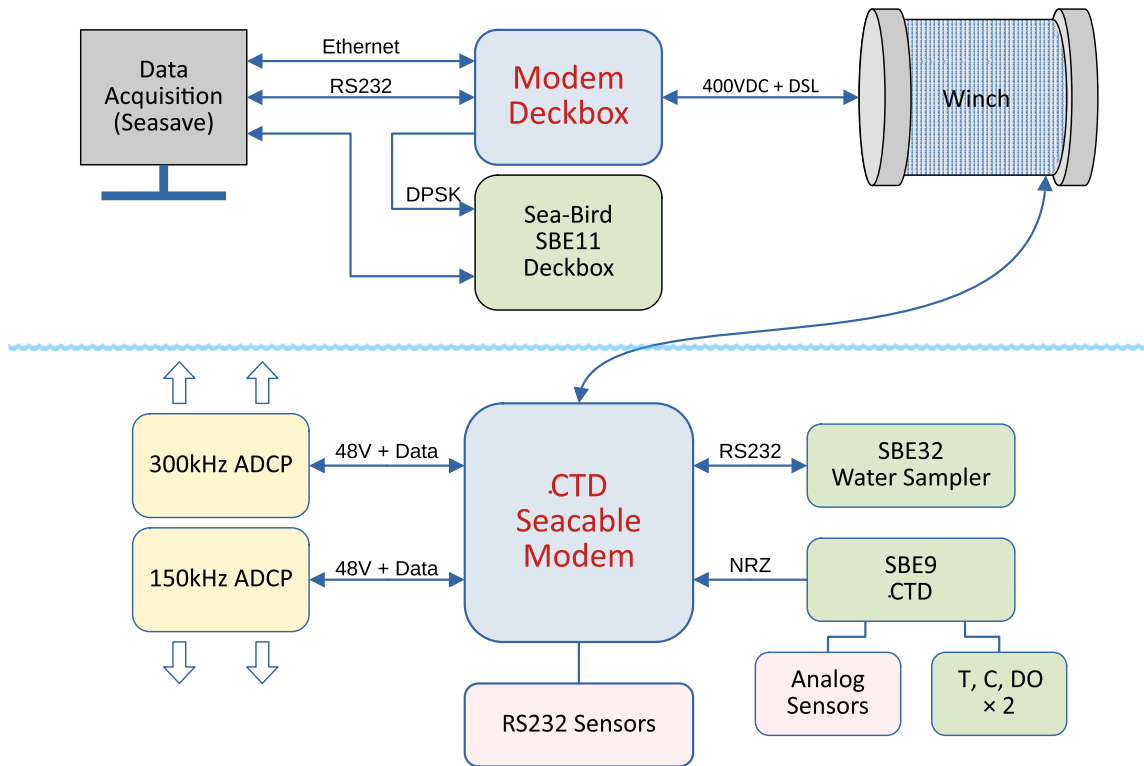 Data
Acquisition
(Seasave)
Ethernet
RS232
Modem
Deckbox
400VDC + DSL
Winch
DPSK
Sea-Bird
SBE11
Deckbox
300kHz ADCP
48V + Data
.CTD
Seacable
Modem
RS232
SBE32
Water Sampler
150kHz ADCP
48V + Data
NRZ
SBE9
.CTD
RS232 Sensors
Analog
Sensors
T, C, DO
× 2